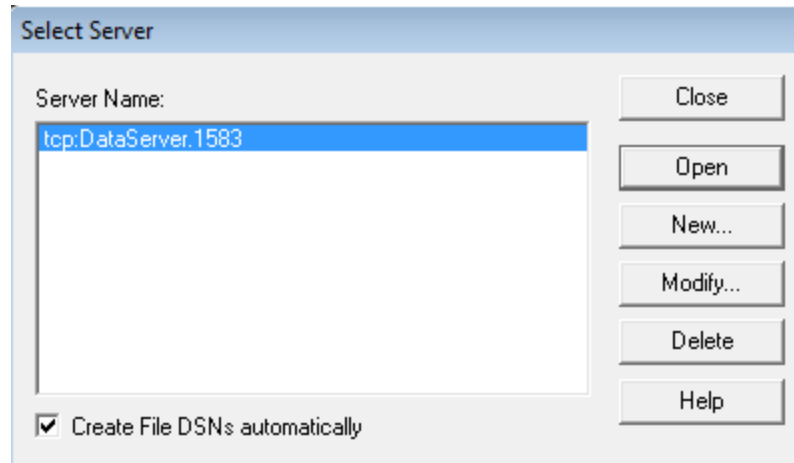 Select Server
Server Name:
tcp:DataServer.1583
Close
Open
New...
Modify...
Delete
Help
Create File DSNs automatically